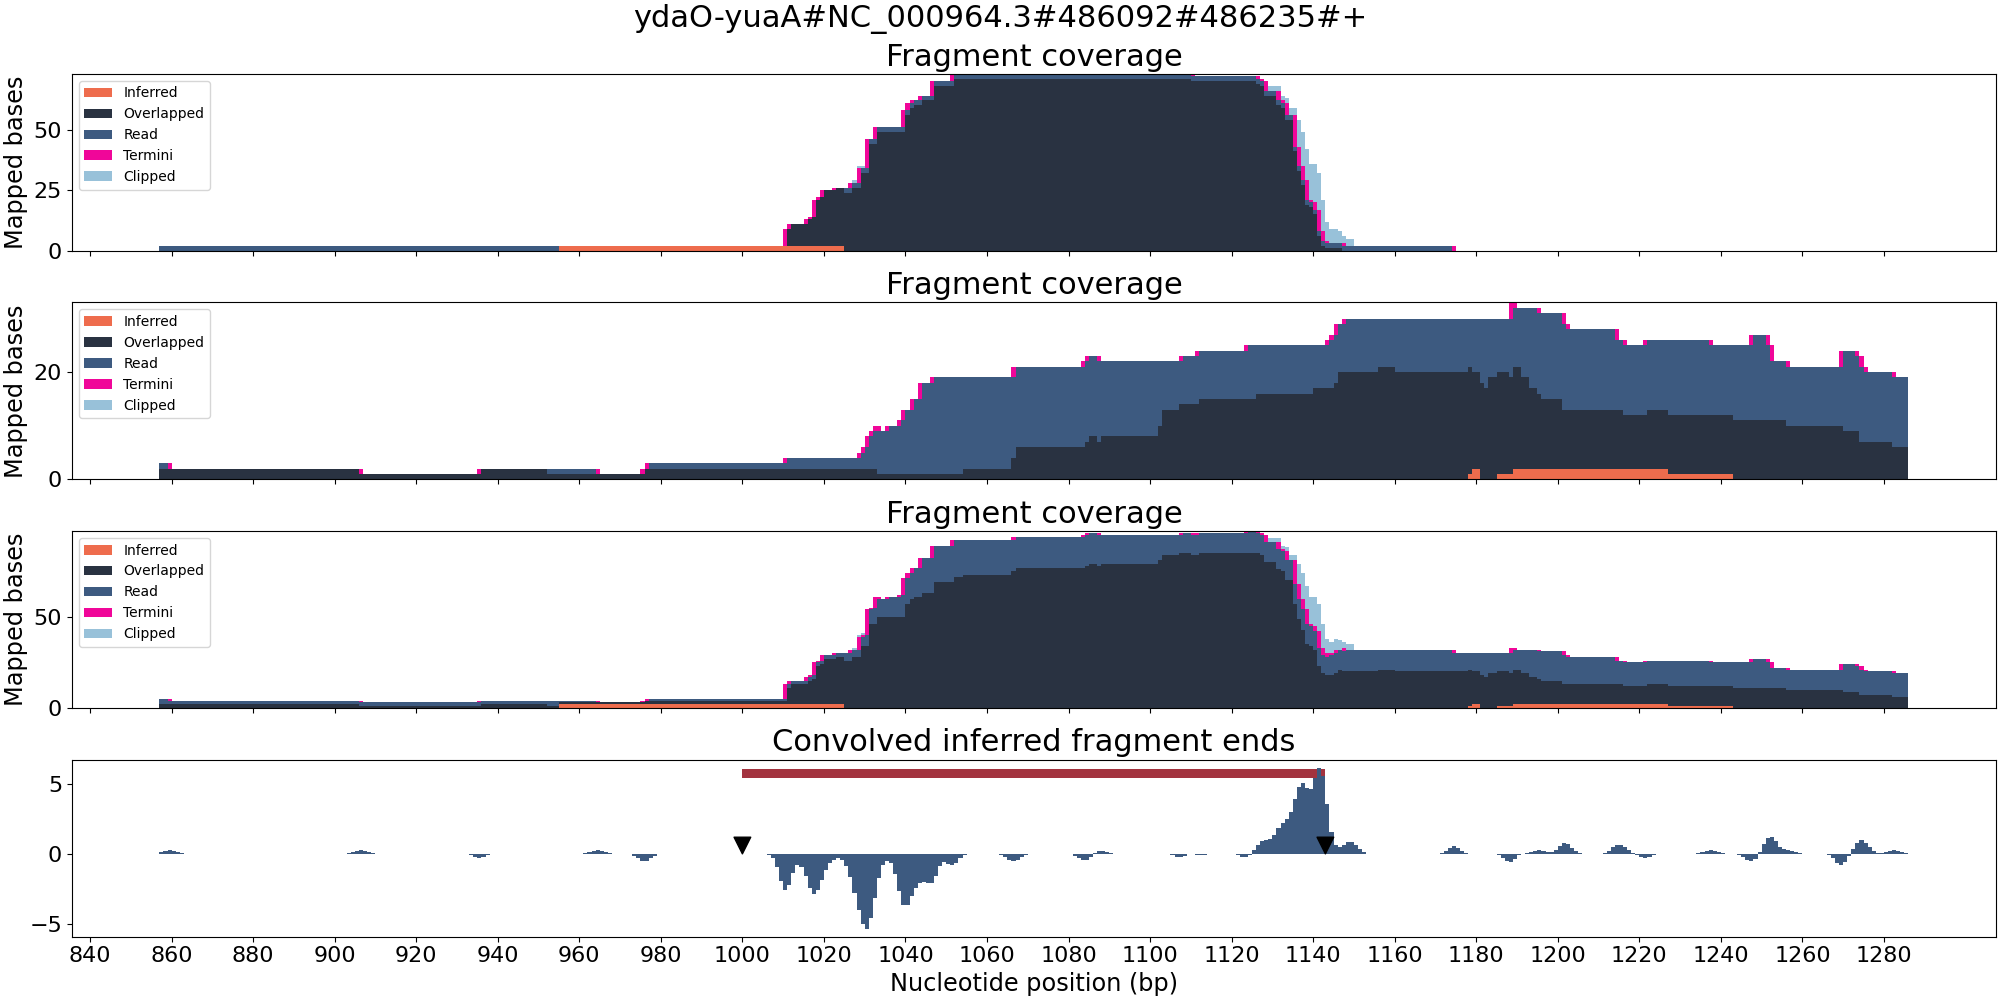 ydaO-yuaA#NC_000964.3#486092#486235#+
Fragment coverage
Mapped bases
50
25
0
Inferred
Overlapped
Read
Termini
Clipped
Fragment coverage
Mapped bases
20
0
Inferred
Overlapped
Read
Termini
Clipped
Fragment coverage
Mapped bases
50
0
Inferred
Overlapped
Read
Termini
Clipped
Convolved inferred fragment ends
5
0
−5
840 860 880 900 920 940 960 980 1000 1020 1040 1060 1080 1100 1120 1140 1160 1180 1200 1220 1240 1260 1280
Nucleotide position (bp)